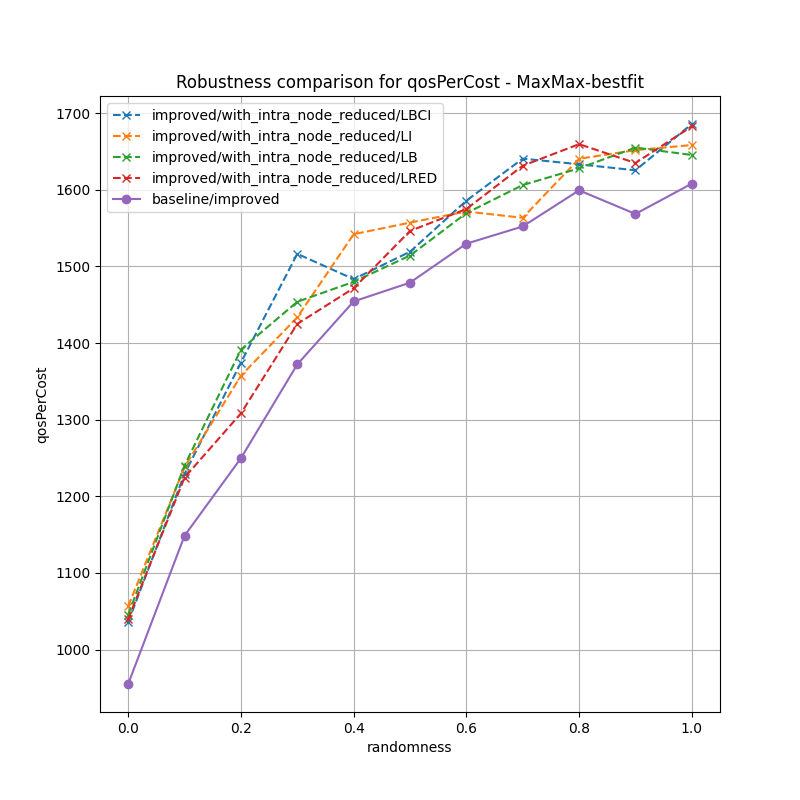 Robustness comparison for qosPerCost - MaxMax-bestfit
improved/with_intra_node_reduced/LBCI
improved/with_intra_node_reduced/LI
improved/with_intra_node_reduced/LB
improved/with_intra_node_reduced/LRED
baseline/improved
1700
1600
1500
1400
1300
1200
1100
1000
qosPerCost
0.0 0.2 0.4 0.6 0.8 1.0
randomness